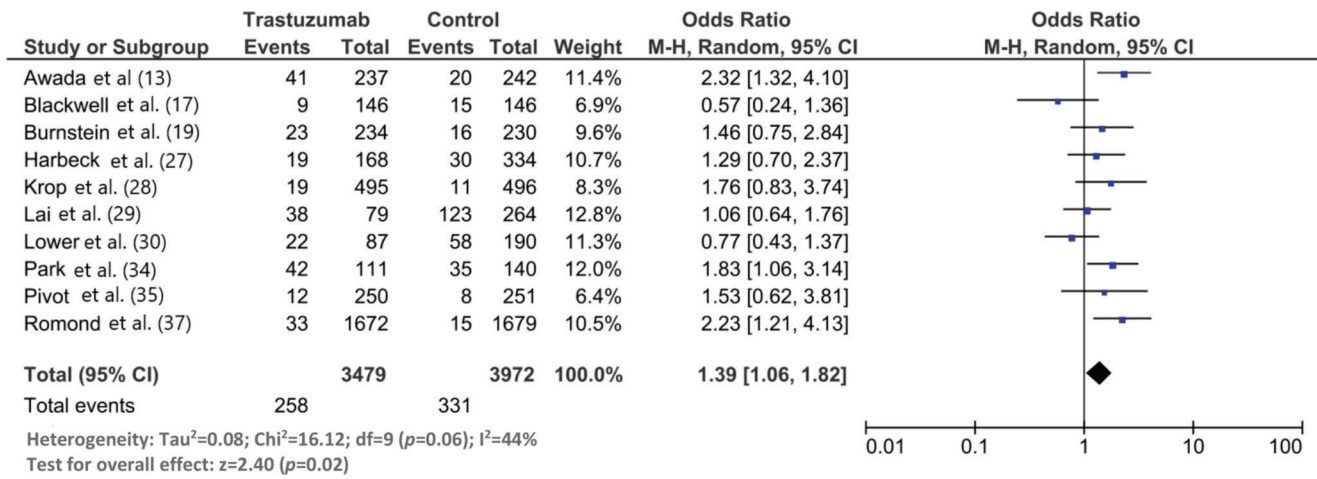 Trastuzumab Control Odds Ratio Odds Ratio
Study or Subgroup Events Total Events Total Weight M-H, Random, 95% CI M-H, Random, 95% CI
Awada et al (13) 41 237 20 242 11.4% 2.32 [1.32, 4.10]
Blackwell et al. (17) 9 146 15 146 6.9% 0.57 [0.24, 1.36]
Burnstein et al. (19) 23 234 16 230 9.6% 1.46 [0.75, 2.84]
Harbeck et al. (27) 19 168 30 334 10.7% 1.29 [0.70, 2.37]
Krop et al. (28) 19 495 11 496 8.3% 1.76 [0.83, 3.74]
Lai et al. (29) 38 79 123 264 12.8% 1.06 [0.64, 1.76]
Lower et al. (30) 22 87 58 190 11.3% 0.77 [0.43, 1.37]
Park et al. (34) 42 111 35 140 12.0% 1.83 [1.06, 3.14]
Pivot et al. (35) 12 250 8 251 6.4% 1.53 [0.62, 3.81]
Romond et al. (37) 33 1672 15 1679 10.5% 2.23 [1.21, 4.13]
Total (95% CI) 3479 3972 100.0% 1.39 [1.06, 1.82]
Total events 258 331
Heterogeneity: Tau²=0.08; Chi²=16.12; df=9 (p=0.06); I²=44%
Test for overall effect: z=2.40 (p=0.02)
0.01 0.1 1 10 100